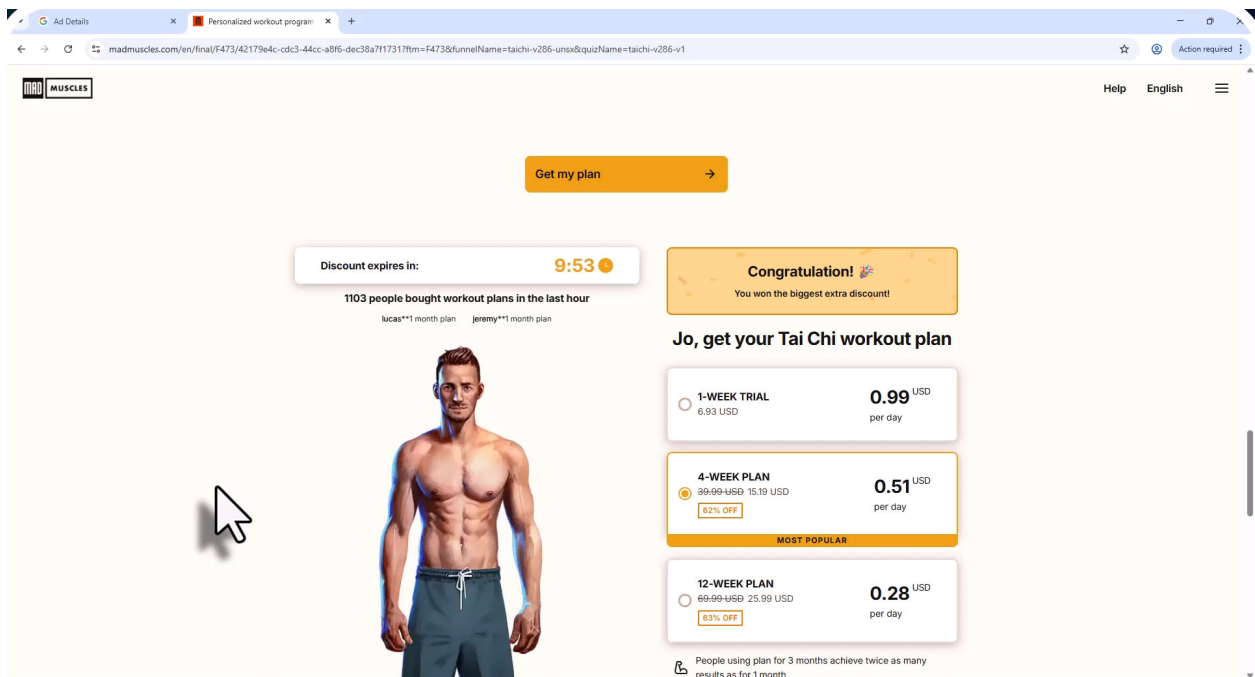 Ad Details
Personalized workout program
madmuscles.com/en/final/F473/42179e4c-cdc3-44cc-a8f6-dec38a7f1731?ftm=F473&funnelName=taichi-v286-unsx&quizName=taichi-v286-v1
Action required
MAD MUSCLES
Help English
Get my plan
Discount expires in: 9:53
1103 people bought workout plans in the last hour
lucas**1 month plan jeremy**1 month plan
Congratulation! 🎉
You won the biggest extra discount!
Jo, get your Tai Chi workout plan
1-WEEK TRIAL
6.93 USD
0.99 USD
per day
4-WEEK PLAN
39.99 USD 15.19 USD
62% OFF
0.51 USD
per day
MOST POPULAR
12-WEEK PLAN
69.99 USD 25.99 USD
63% OFF
0.28 USD
per day
People using plan for 3 months achieve twice as many
results as for 1 month